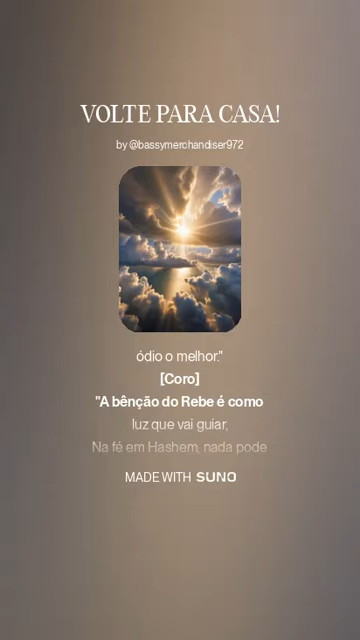 VOLTE PARA CASA!
by @bassymerchandiser972
ódio o melhor."
[Coro]
"A bênção do Rebe é como
luz que vai guiar,
Na fé em Hashem, nada pode
MADE WITH SUNO